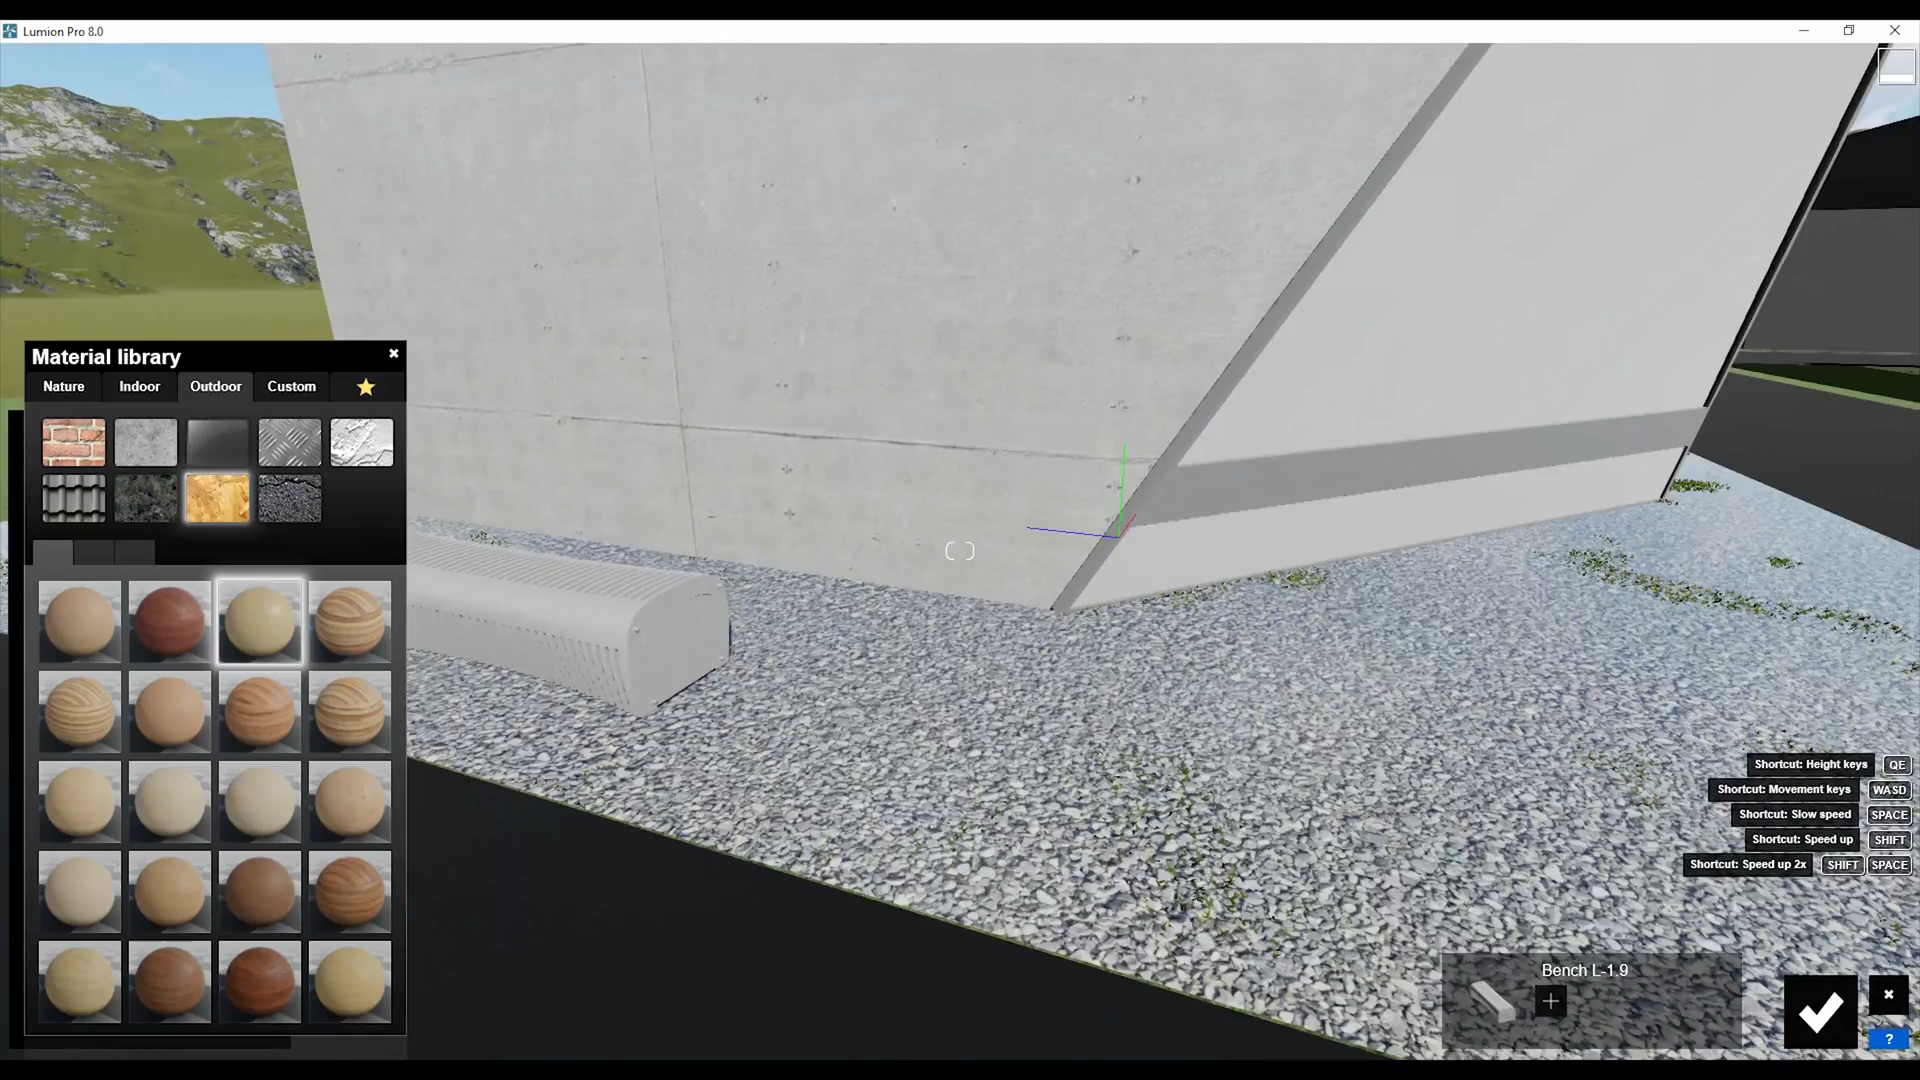 Lumion Pro 8.0
Material library
Nature Indoor Outdoor Custom
Shortcut: Height keys QE
Shortcut: Movement keys WASD
Shortcut: Slow speed SPACE
Shortcut: Speed up SHIFT
Shortcut: Speed up 2x SHIFT SPACE
Bench L-1.9
?